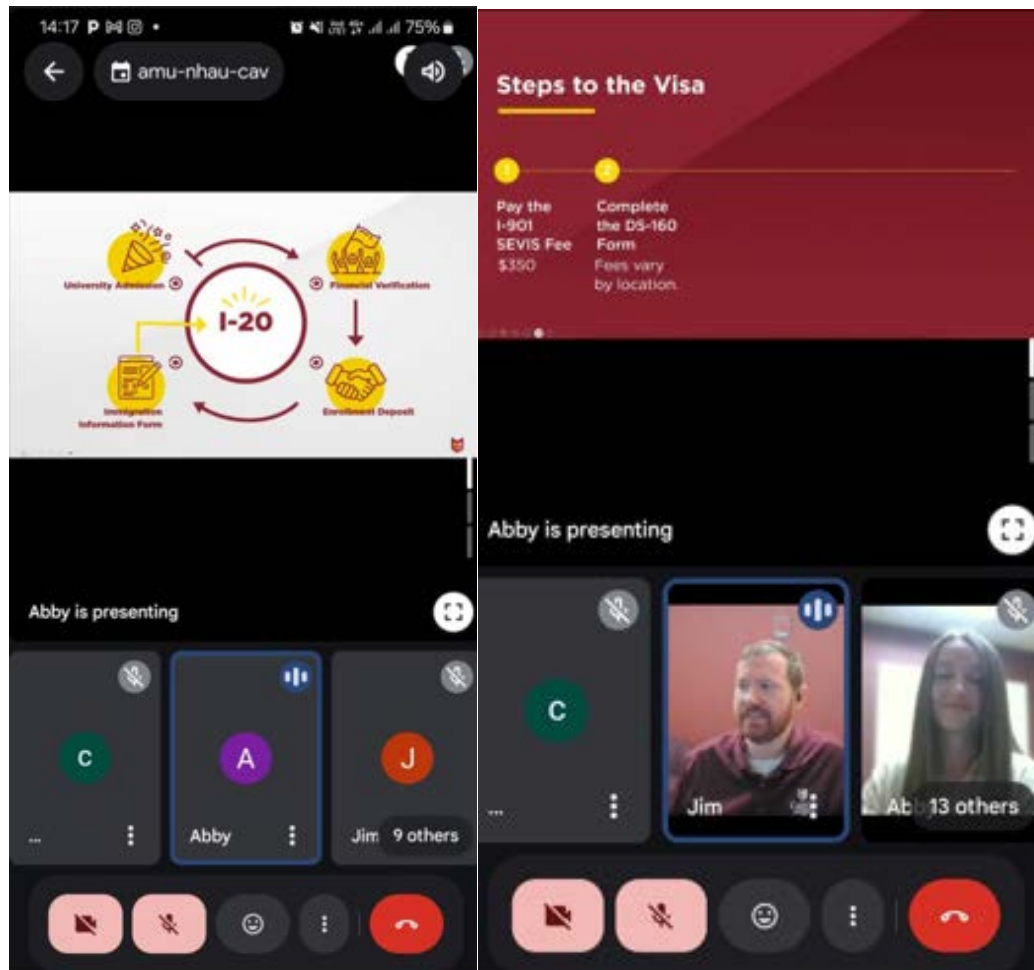 14:17
75%
amu-nhau-cav
University Admission
Financial Verification
I-20
Immigration
Information Form
Enrollment Deposit
Abby is presenting
C
A
J
...
Abby
Jim
9 others
Steps to the Visa
1
2
Pay the
I-901
SEVIS Fee
$350
Complete
the DS-160
Form
Fees vary
by location.
Abby is presenting
C
...
Jim
13 others